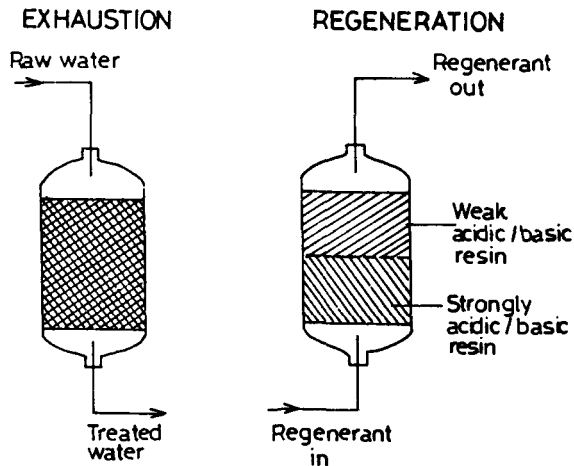 EXHAUSTION
Raw water
Treated
water
REGENERATION
Regenerant
out
Weak
acidic/basic
resin
Strongly
acidic/basic
resin
Regenerant
in